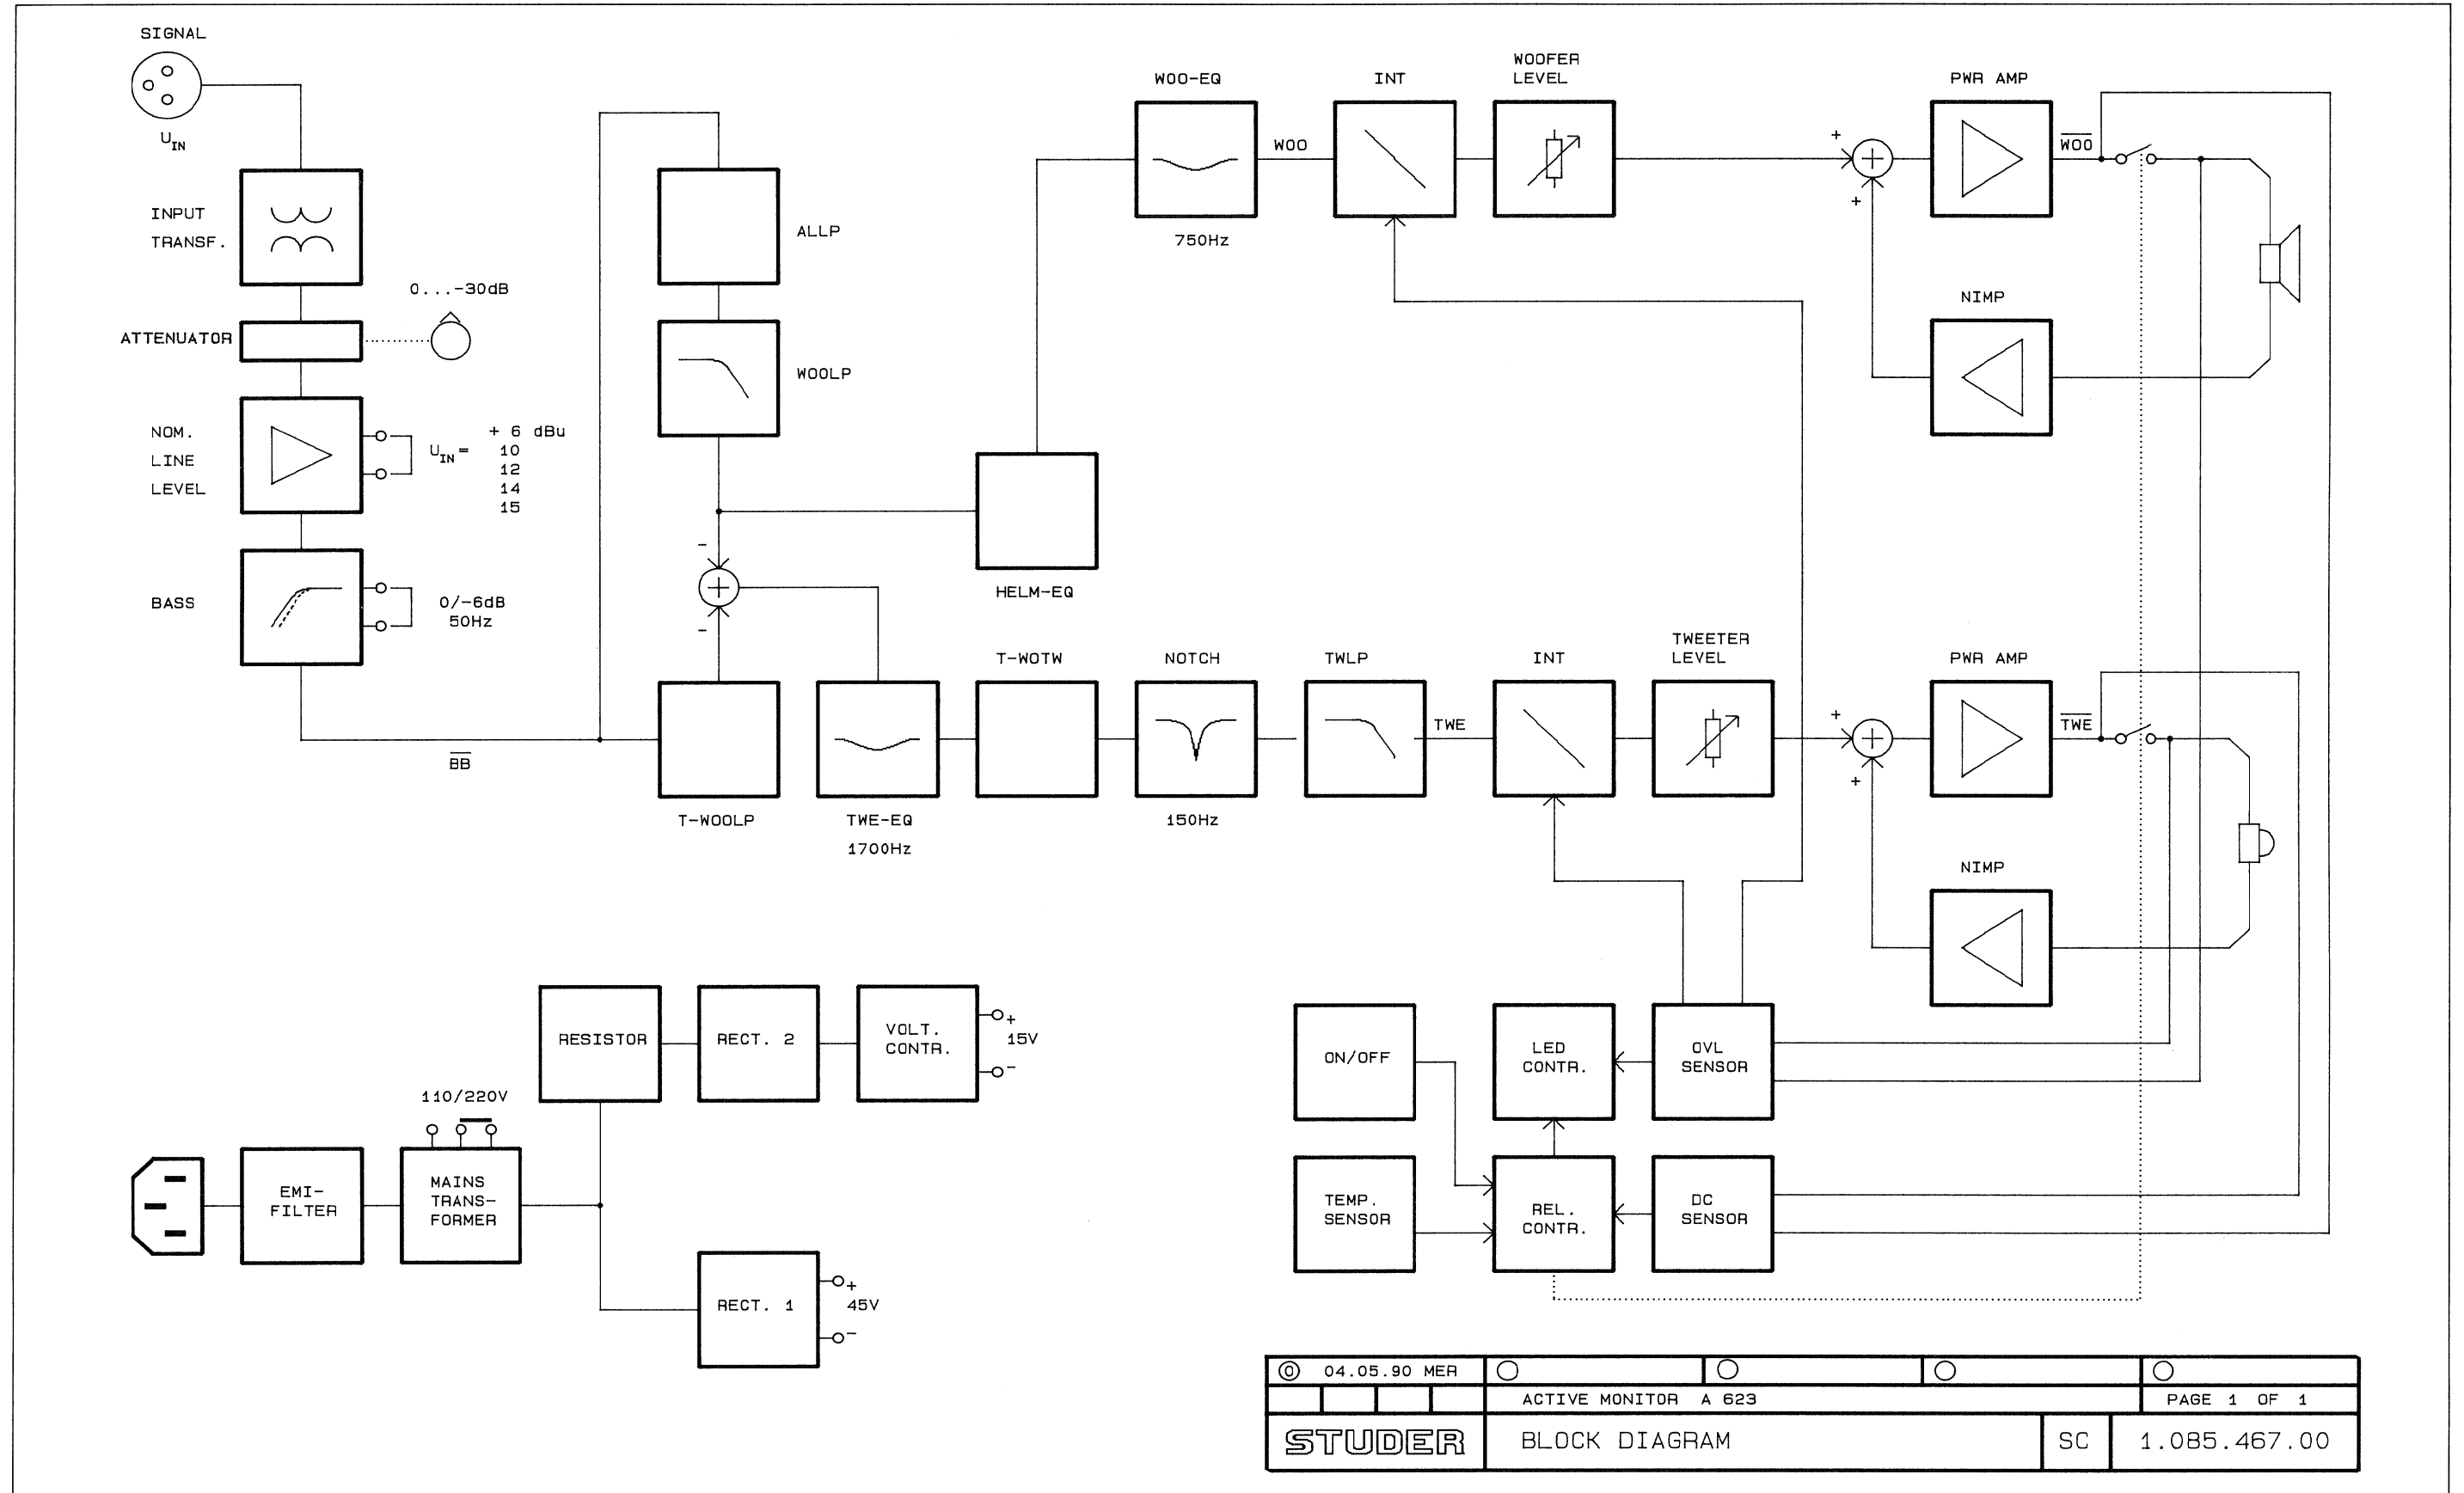 SIGNAL
U IN
INPUT
TRANSF.
0...-30dB
ATTENUATOR
NOM.
LINE
LEVEL
U IN =
+ 6 dBu
10
12
14
15
BASS
0/-6dB
50Hz
BB
ALLP
WOOLP
HELM-EQ
-
+
-
T-WOOLP
TWE-EQ
1700Hz
T-WOTW
NOTCH
150Hz
TWLP
TWE
INT
TWEETER
LEVEL
+
+
+
PWR AMP
TWE
NIMP
WOO-EQ
750Hz
WOO
INT
WOOFER
LEVEL
+
+
+
PWR AMP
WOO
NIMP
RESISTOR
RECT. 2
VOLT.
CONTR.
+
15V
-
110/220V
EMI-
FILTER
MAINS
TRANS-
FORMER
RECT. 1
+
45V
-
ON/OFF
LED
CONTR.
OVL
SENSOR
TEMP.
SENSOR
REL.
CONTR.
DC
SENSOR
0 04.05.90 MER
ACTIVE MONITOR A 623
PAGE 1 OF 1
STUDER
BLOCK DIAGRAM
SC
1.085.467.00